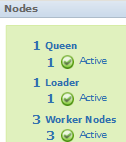 Nodes
1 Queen
1 Active
1 Loader
1 Active
3 Worker Nodes
3 Active